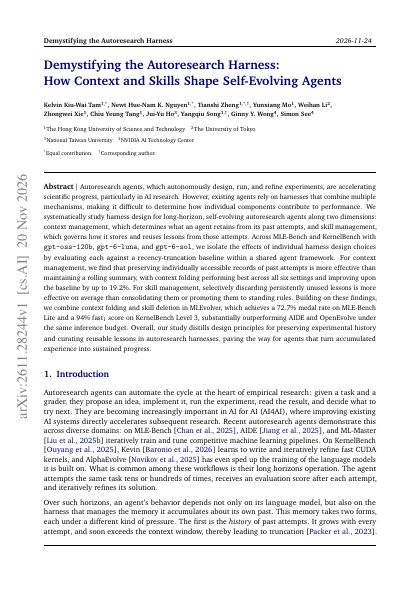 Demystifying the Autoresearch Harness 2026-11-24
Demystifying the Autoresearch Harness:
How Context and Skills Shape Self-Evolving Agents
Kelvin Kiu-Wai Tam¹,*, Newt Hue-Nam K. Nguyen¹,*, Tianshi Zheng¹,*,†, Yunxiang Mo¹, Weihan Li²,
Zhongwei Xie¹, Chiu Yeung Tang¹, Jui-Yu Ho³, Yangqiu Song¹,†, Ginny Y. Wong⁴, Simon See⁴
¹The Hong Kong University of Science and Technology ²The University of Tokyo
³National Taiwan University ⁴NVIDIA AI Technology Center
*Equal contribution. †Corresponding author.
Abstract | Autoresearch agents, which autonomously design, run, and refine experiments, are accelerating
scientific progress, particularly in AI research. However, existing agents rely on harnesses that combine multiple
mechanisms, making it difficult to determine how individual components contribute to performance. We
systematically study harness design for long-horizon, self-evolving autoresearch agents along two dimensions:
context management, which determines what an agent retains from its past attempts, and skill management,
which governs how it stores and reuses lessons from those attempts. Across MLE-Bench and KernelBench with
gpt-oss-120b, gpt-6-luna, and gpt-6-sol, we isolate the effects of individual harness design choices
by evaluating each against a recency-truncation baseline within a shared agent framework. For context
management, we find that preserving individually accessible records of past attempts is more effective than
maintaining a rolling summary, with context folding performing best across all six settings and improving upon
the baseline by up to 19.2%. For skill management, selectively discarding persistently unused lessons is more
effective on average than consolidating them or promoting them to standing rules. Building on these findings,
we combine context folding and skill deletion in MLEvolver, which achieves a 72.7% medal rate on MLE-Bench
Lite and a 94% fast₁ score on KernelBench Level 3, substantially outperforming AIDE and OpenEvolve under
the same inference budget. Overall, our study distills design principles for preserving experimental history
and curating reusable lessons in autoresearch harnesses, paving the way for agents that turn accumulated
experience into sustained progress.
1. Introduction
Autoresearch agents can automate the cycle at the heart of empirical research: given a task and a
grader, they propose an idea, implement it, run the experiment, read the result, and decide what to
try next. They are becoming increasingly important in AI for AI (AI4AI), where improving existing
AI systems directly accelerates subsequent research. Recent autoresearch agents demonstrate this
across diverse domains: on MLE-Bench [Chan et al., 2025], AIDE [Jiang et al., 2025], and ML-Master
[Liu et al., 2025b] iteratively train and tune competitive machine learning pipelines. On KernelBench
[Ouyang et al., 2025], Kevin [Baronio et al., 2026] learns to write and iteratively refine fast CUDA
kernels, and AlphaEvolve [Novikov et al., 2025] has even sped up the training of the language models
it is built on. What is common among these workflows is their long horizons operation. The agent
attempts the same task tens or hundreds of times, receives an evaluation score after each attempt,
and iteratively refines its solution.
Over such horizons, an agent's behavior depends not only on its language model, but also on the
harness that manages the memory it accumulates about its own past. This memory takes two forms,
each under a different kind of pressure. The first is the history of past attempts. It grows with every
attempt, and soon exceeds the context window, thereby leading to truncation [Packer et al., 2023].
arXiv:2611.28244v1 [cs.AI] 20 Nov 2026